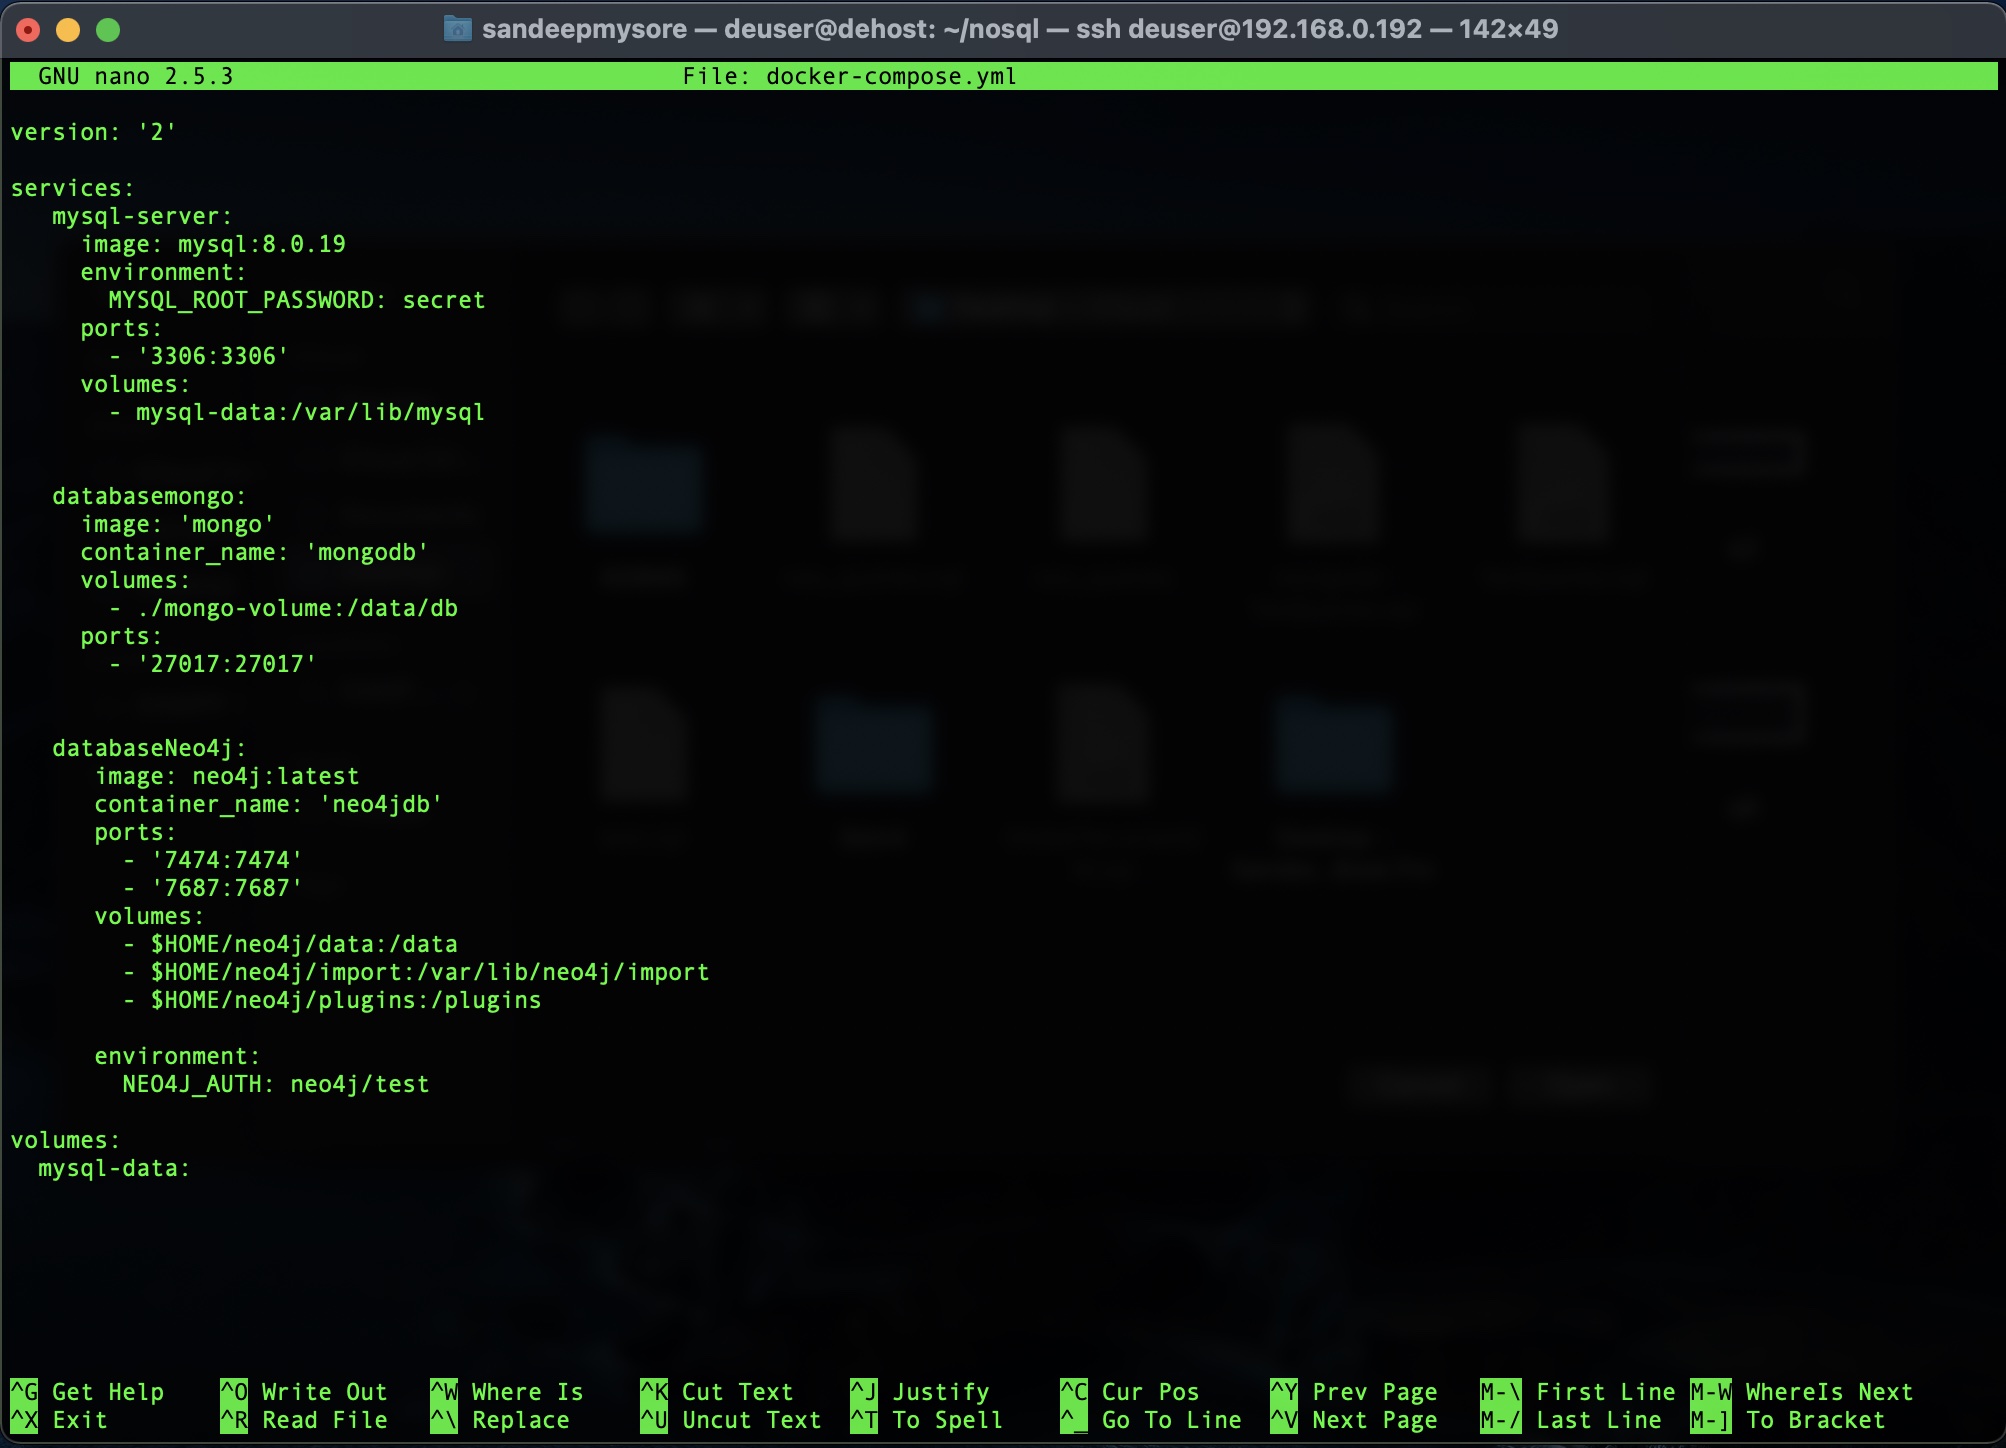 sandeepmysore — deuser@dehost: ~/nosql — ssh deuser@192.168.0.192 — 142×49
GNU nano 2.5.3 File: docker-compose.yml
version: '2'
services:
mysql-server:
image: mysql:8.0.19
environment:
MYSQL_ROOT_PASSWORD: secret
ports:
- '3306:3306'
volumes:
- mysql-data:/var/lib/mysql
databasemongo:
image: 'mongo'
container_name: 'mongodb'
volumes:
- ./mongo-volume:/data/db
ports:
- '27017:27017'
databaseNeo4j:
image: neo4j:latest
container_name: 'neo4jdb'
ports:
- '7474:7474'
- '7687:7687'
volumes:
- $HOME/neo4j/data:/data
- $HOME/neo4j/import:/var/lib/neo4j/import
- $HOME/neo4j/plugins:/plugins
environment:
NEO4J_AUTH: neo4j/test
volumes:
mysql-data:
^G Get Help ^O Write Out ^W Where Is ^K Cut Text ^J Justify ^C Cur Pos ^Y Prev Page M-\ First Line M-W WhereIs Next
^X Exit ^R Read File ^\ Replace ^U Uncut Text ^T To Spell ^_ Go To Line ^V Next Page M-/ Last Line M-] To Bracket